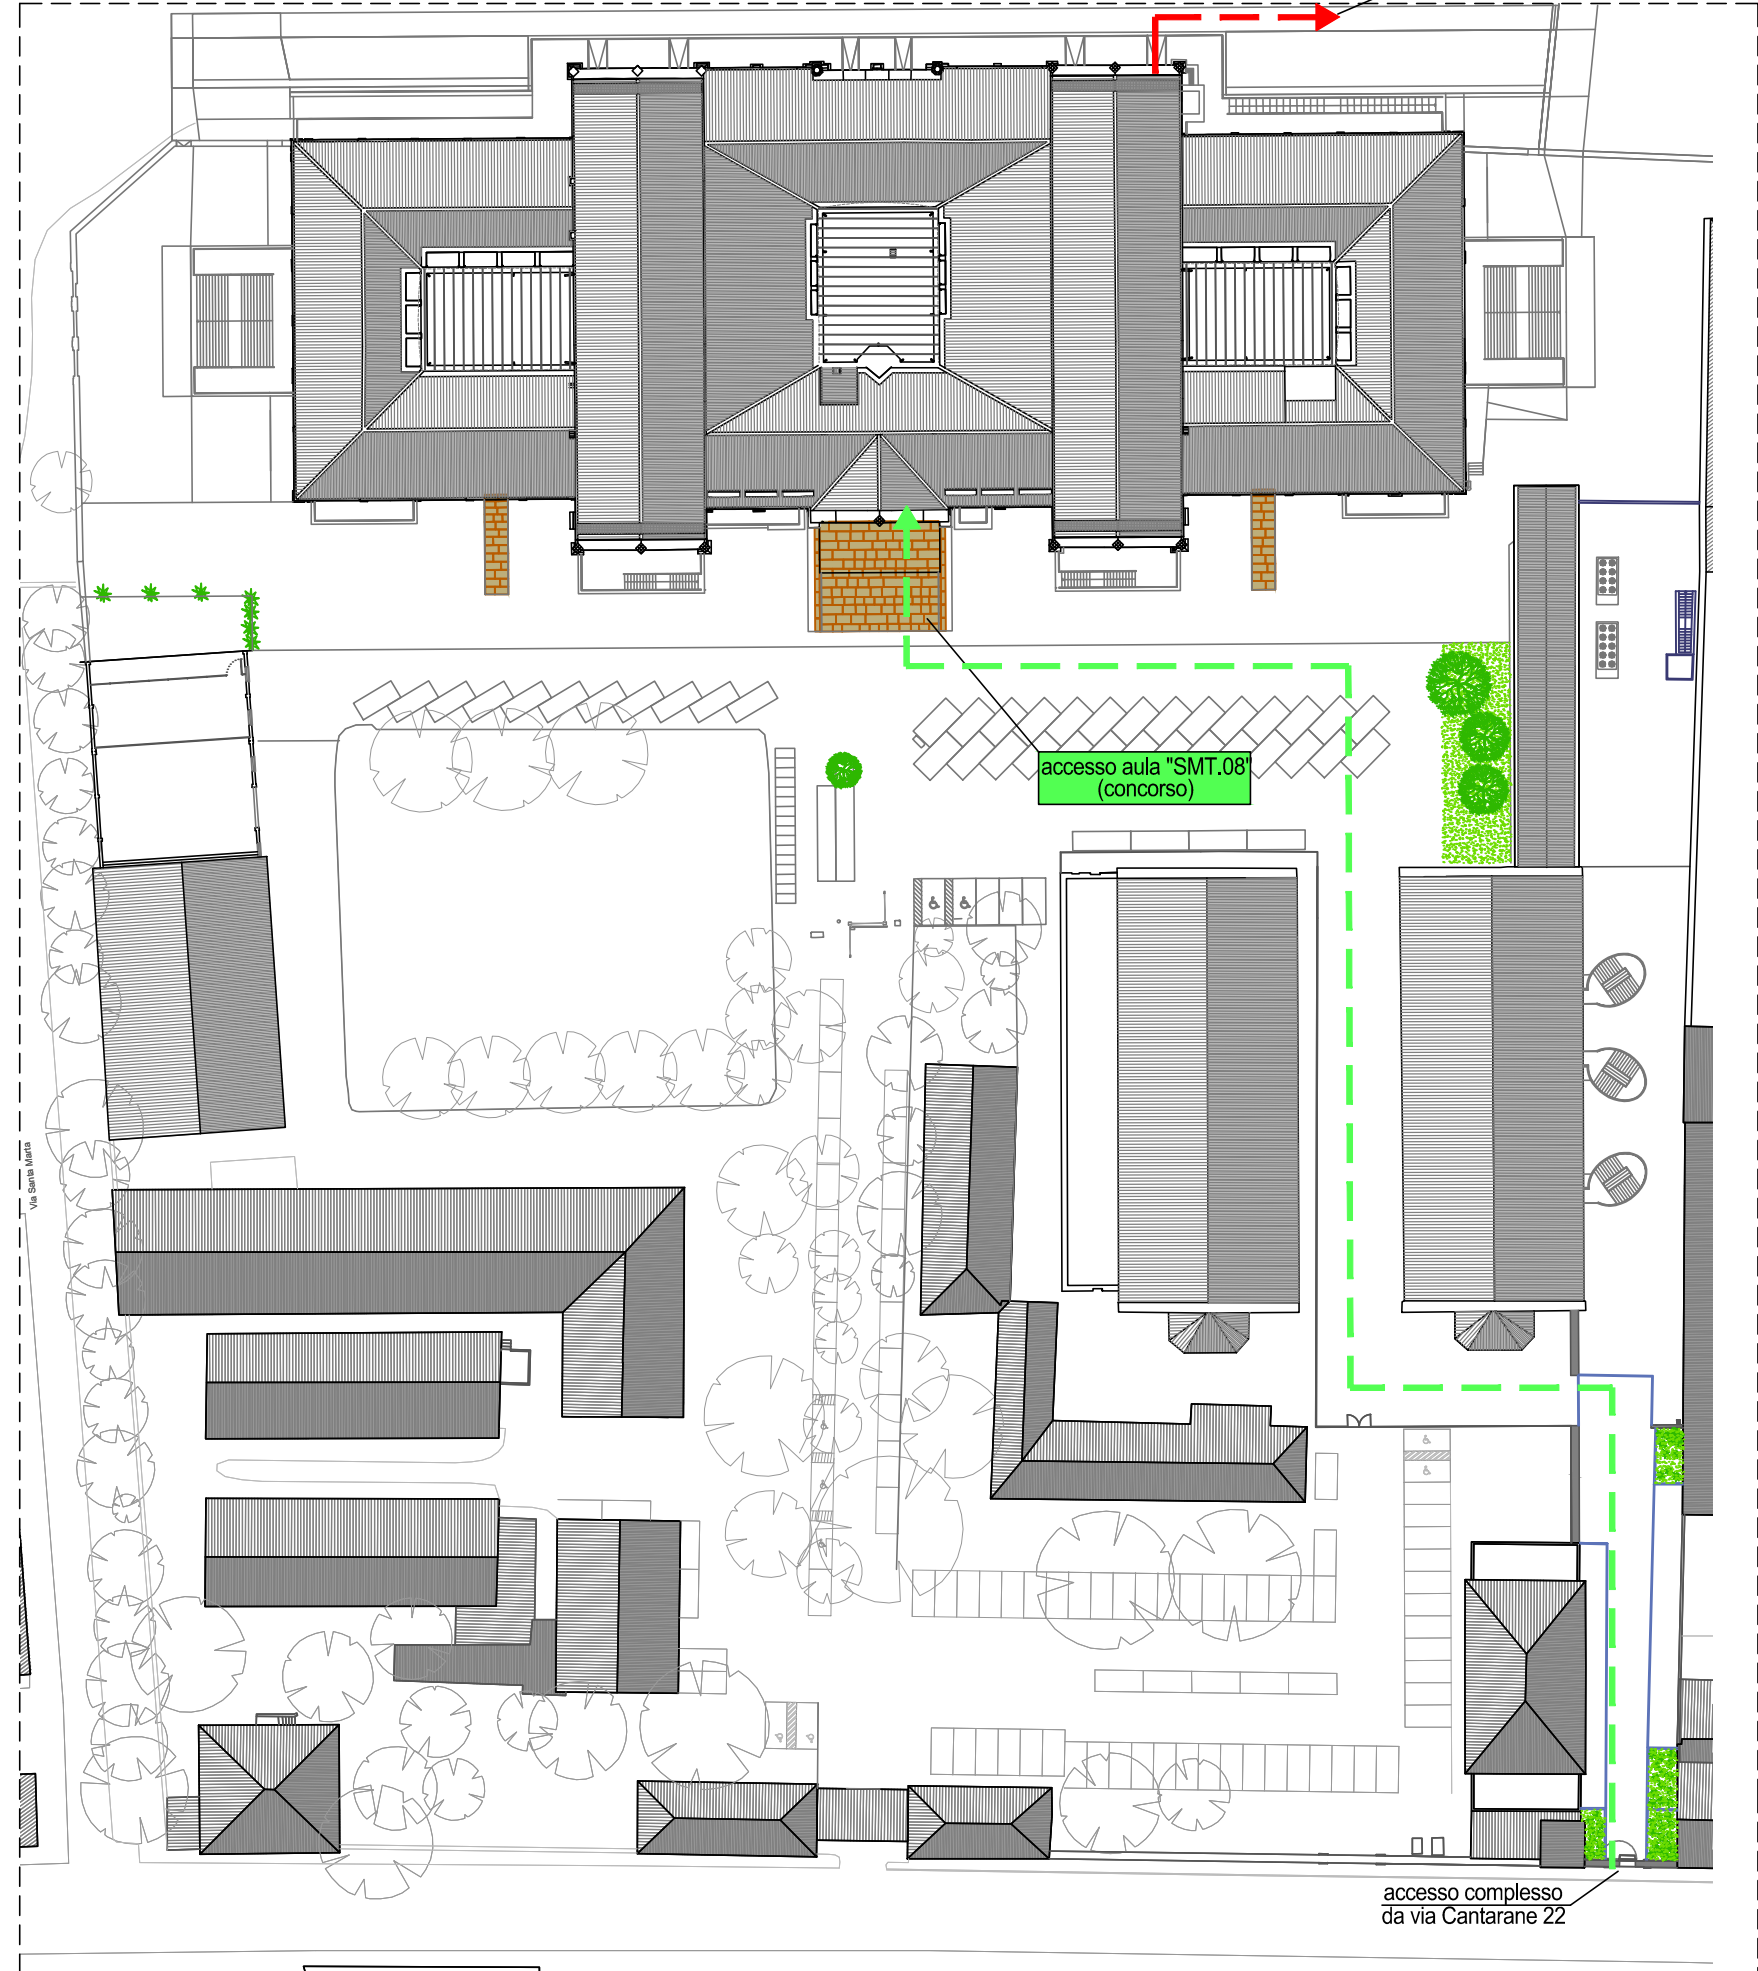 accesso aula "SMT.08"
(concorso)
Via Santa Marta
accesso complesso
da via Cantarane 22